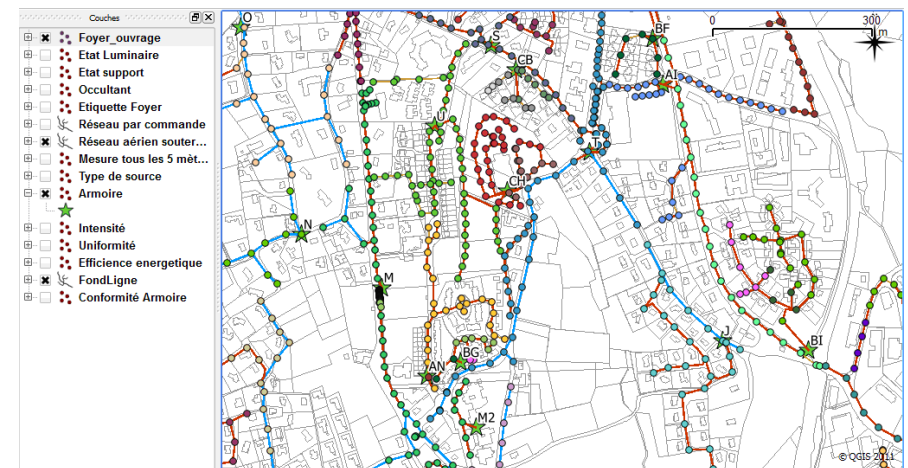 Couches
Foyer_ouvrage
Etat Luminaire
Etat support
Occultant
Etiquette Foyer
Réseau par commande
Réseau aérien souter...
Mesure tous les 5 mèt...
Type de source
Armoire
Intensité
Uniformité
Efficience energetique
FondLigne
Conformité Armoire
O
S
CB
BF
0
300
m
AI
U
T
CH
N
M
J
BI
BG
AN
M2
© QGIS 2011